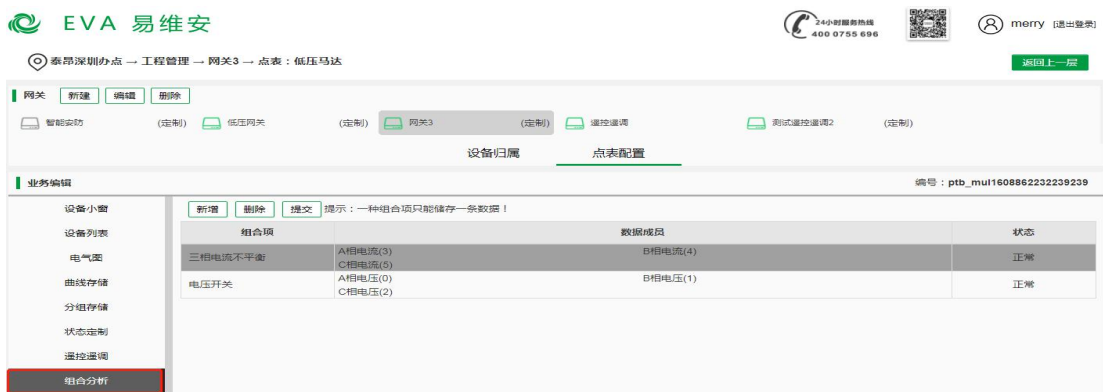 EVA 易维安
24小时服务热线
400 0755 696
merry [退出登录]
泰昂深圳办点 → 工程管理 → 网关3 → 点表：低压马达
返回上一层
网关 新建 编辑 删除
智能安防 (定制) 低压网关 (定制) 网关3 (定制) 遥控遥调 测试遥控遥调2 (定制)
设备归属 点表配置
业务编辑 编号：ptb_mul1608862232239239
设备小窗
设备列表
电气图
曲线存储
分组存储
状态定制
遥控遥调
组合分析
新增 删除 提交 提示：一种组合项只能储存一条数据！
组合项 数据成员 状态
三相电流不平衡 A相电流(3) B相电流(4) 正常
C相电流(5)
电压开关 A相电压(0) B相电压(1) 正常
C相电压(2)